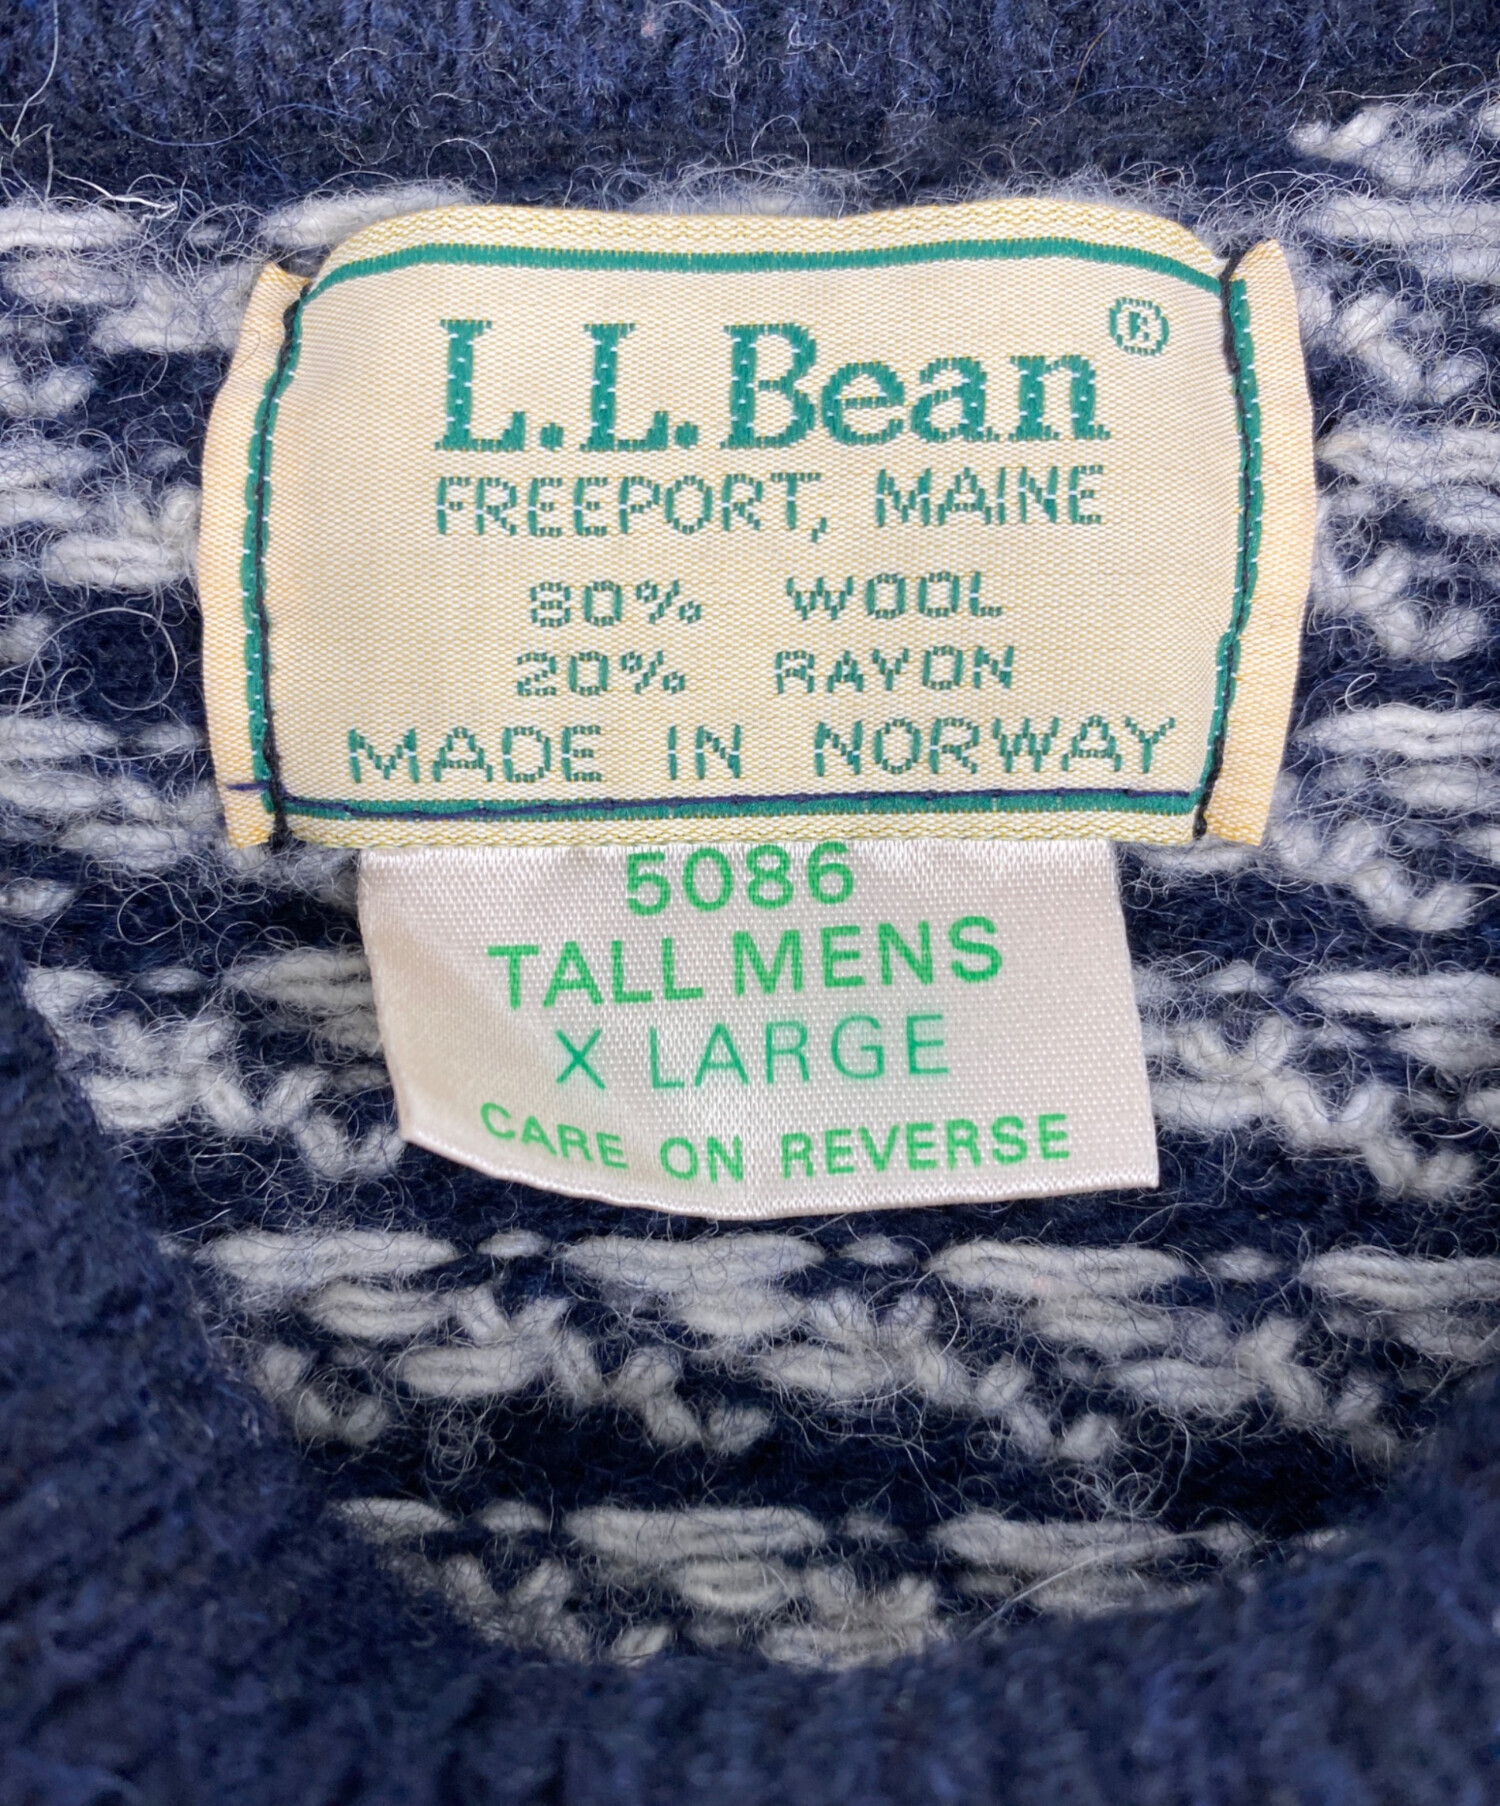 L.L.Bean®
FREEPORT, MAINE
80% WOOL
20% RAYON
MADE IN NORWAY
5086
TALL MENS
X LARGE
CARE ON REVERSE